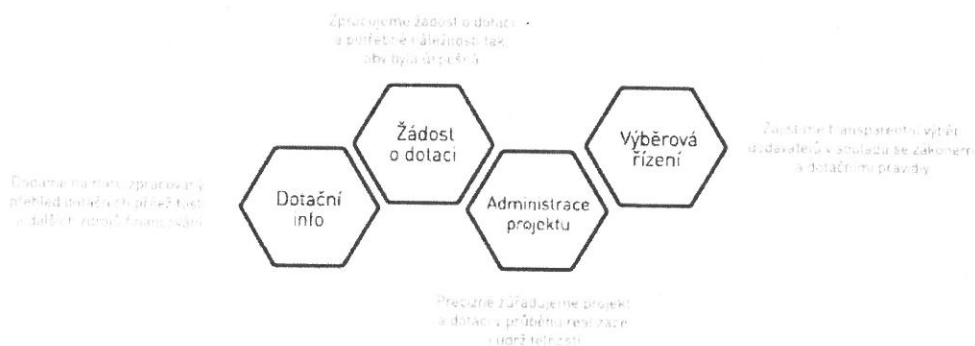 Zpracujeme žádost o dotaci
a potřebné náležitosti tak,
aby byla úspěšná
Žádost
o dotaci
Výběrová
řízení
Zajistíme transparentní výběr
dodavatelů v souladu se zákonem
a dotačními pravidly
Dodáme na míru zpracovaný
přehled dotačních příležitostí
a dalších zdrojů financování
Dotační
info
Administrace
projektu
Precizně zúřadujeme projekt
a dotaci v průběhu realizace
i udržitelnosti